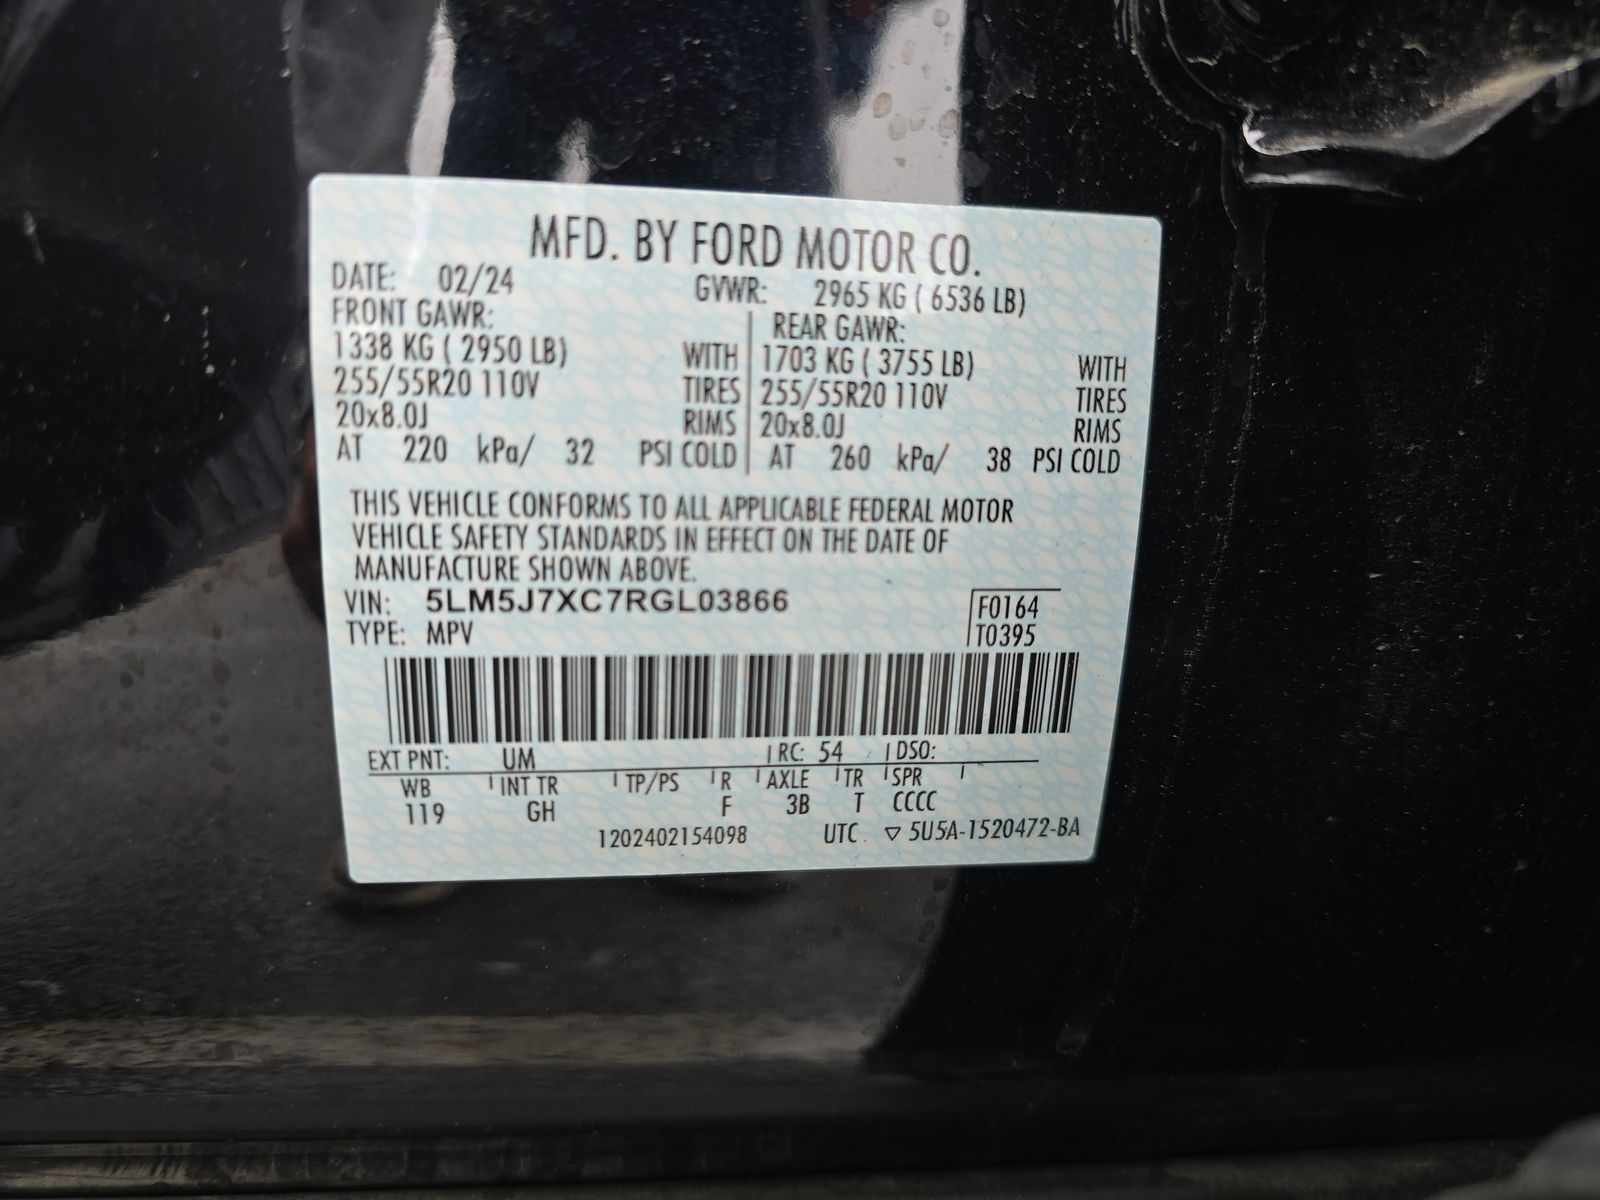 MFD. BY FORD MOTOR CO.
DATE: 02/24 GVWR: 2965 KG ( 6536 LB)
FRONT GAWR: REAR GAWR:
1338 KG ( 2950 LB) WITH 1703 KG ( 3755 LB) WITH
255/55R20 110V TIRES 255/55R20 110V TIRES
20x8.0J RIMS 20x8.0J RIMS
AT 220 kPa/ 32 PSI COLD AT 260 kPa/ 38 PSI COLD
THIS VEHICLE CONFORMS TO ALL APPLICABLE FEDERAL MOTOR
VEHICLE SAFETY STANDARDS IN EFFECT ON THE DATE OF
MANUFACTURE SHOWN ABOVE.
VIN: 5LM5J7XC7RGL03866 F0164
TYPE: MPV T0395
EXT PNT: UM RC: 54 DSO:
WB INT TR TP/PS R AXLE TR SPR
119 GH F 3B T CCCC
1202402154098 UTC ▽ 5U5A-1520472-BA